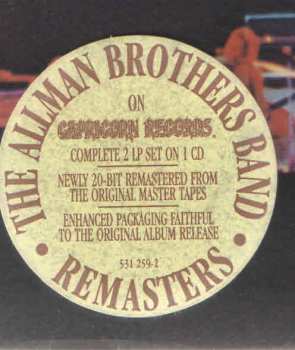 THE ALLMAN BROTHERS BAND
ON
CAPRICORN RECORDS
COMPLETE 2 LP SET ON 1 CD
NEWLY 20-BIT REMASTERED FROM
THE ORIGINAL MASTER TAPES
ENHANCED PACKAGING FAITHFUL
TO THE ORIGINAL ALBUM RELEASE
531 259-2
• REMASTERS •